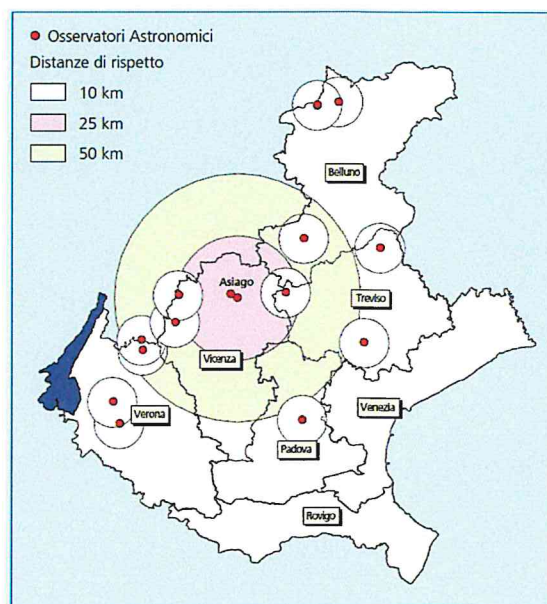 Osservatori Astronomici
Distanze di rispetto
10 km
25 km
50 km
Belluno
Asiago
Treviso
Vicenza
Venezia
Verona
Padova
Rovigo